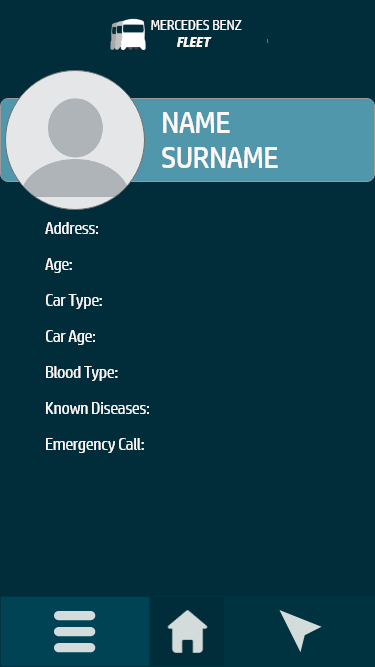 MERCEDES BENZ
FLEET
NAME
SURNAME
Address:
Age:
Car Type:
Car Age:
Blood Type:
Known Diseases:
Emergency Call: